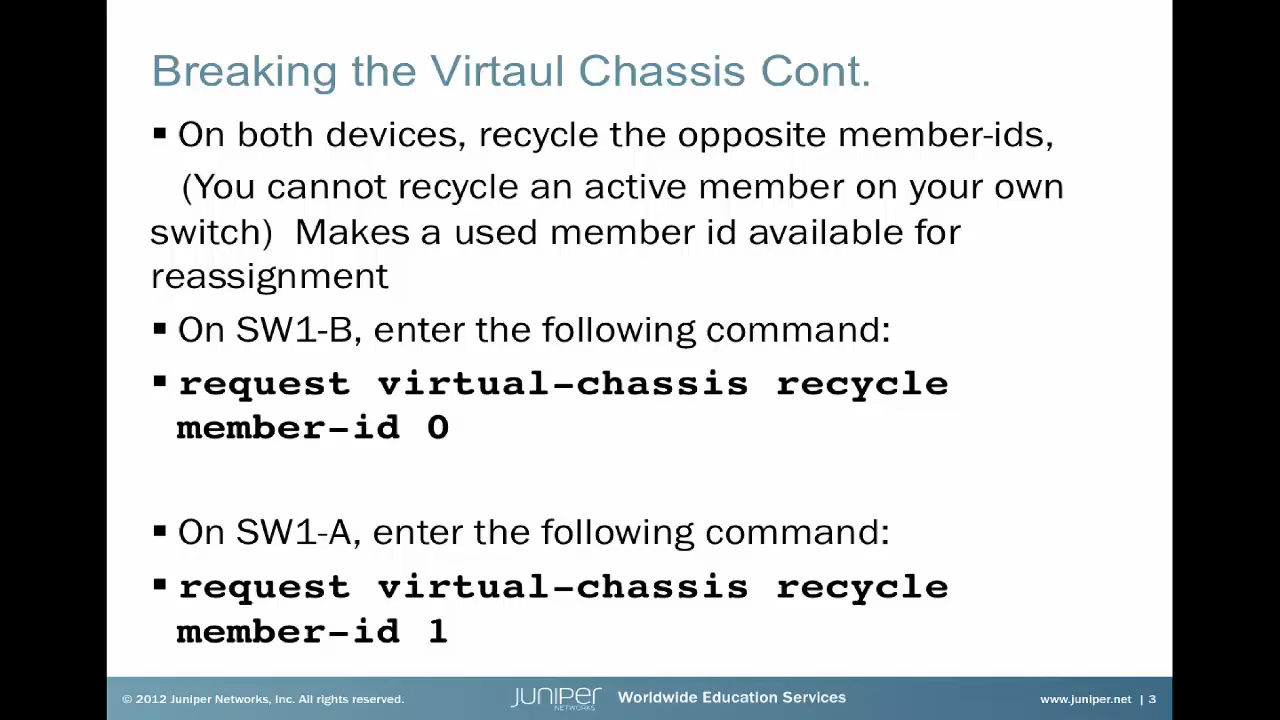 Breaking the Virtaul Chassis Cont.
▪ On both devices, recycle the opposite member-ids,
(You cannot recycle an active member on your own
switch) Makes a used member id available for
reassignment
▪ On SW1-B, enter the following command:
▪ request virtual-chassis recycle
member-id 0
▪ On SW1-A, enter the following command:
▪ request virtual-chassis recycle
member-id 1
© 2012 Juniper Networks, Inc. All rights reserved. JUNIPER NETWORKS Worldwide Education Services www.juniper.net | 3